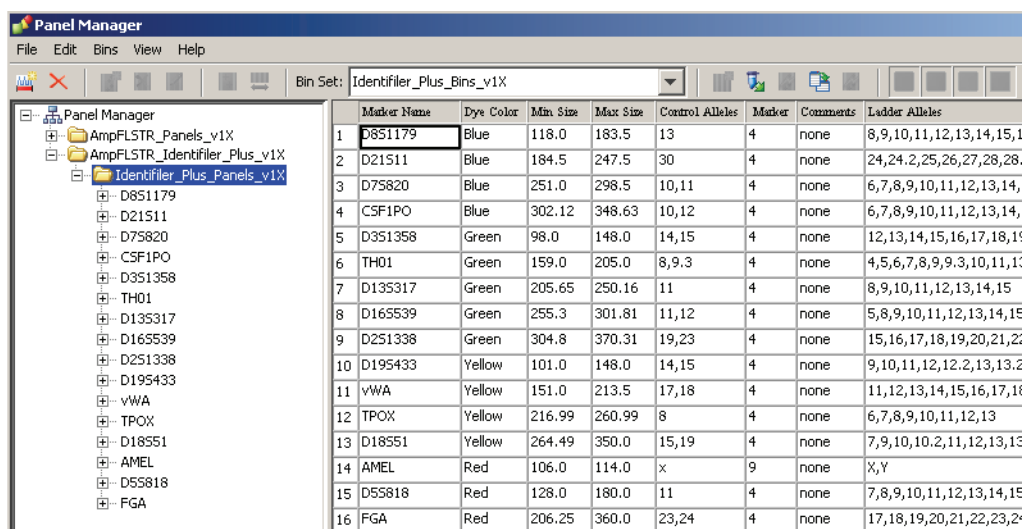 Panel Manager
File Edit Bins View Help
Bin Set: Identifiler_Plus_Bins_v1X
Panel Manager
AmpFLSTR_Panels_v1X
AmpFLSTR_Identifiler_Plus_v1X
Identifiler_Plus_Panels_v1X
D8S1179
D21S11
D7S820
CSF1PO
D3S1358
TH01
D13S317
D16S539
D2S1338
D19S433
vWA
TPOX
D18S51
AMEL
D5S818
FGA
Marker Name Dye Color Min Size Max Size Control Alleles Marker Comments Ladder Alleles
1 D8S1179 Blue 118.0 183.5 13 4 none 8,9,10,11,12,13,14,15,1
2 D21S11 Blue 184.5 247.5 30 4 none 24,24.2,25,26,27,28,28.
3 D7S820 Blue 251.0 298.5 10,11 4 none 6,7,8,9,10,11,12,13,14,
4 CSF1PO Blue 302.12 348.63 10,12 4 none 6,7,8,9,10,11,12,13,14,
5 D3S1358 Green 98.0 148.0 14,15 4 none 12,13,14,15,16,17,18,19
6 TH01 Green 159.0 205.0 8,9.3 4 none 4,5,6,7,8,9,9.3,10,11,13
7 D13S317 Green 205.65 250.16 11 4 none 8,9,10,11,12,13,14,15
8 D16S539 Green 255.3 301.81 11,12 4 none 5,8,9,10,11,12,13,14,15
9 D2S1338 Green 304.8 370.31 19,23 4 none 15,16,17,18,19,20,21,22
10 D19S433 Yellow 101.0 148.0 14,15 4 none 9,10,11,12,12.2,13,13.2
11 vWA Yellow 151.0 213.5 17,18 4 none 11,12,13,14,15,16,17,18
12 TPOX Yellow 216.99 260.99 8 4 none 6,7,8,9,10,11,12,13
13 D18S51 Yellow 264.49 350.0 15,19 4 none 7,9,10,10.2,11,12,13,13
14 AMEL Red 106.0 114.0 x 9 none X,Y
15 D5S818 Red 128.0 180.0 11 4 none 7,8,9,10,11,12,13,14,15
16 FGA Red 206.25 360.0 23,24 4 none 17,18,19,20,21,22,23,24